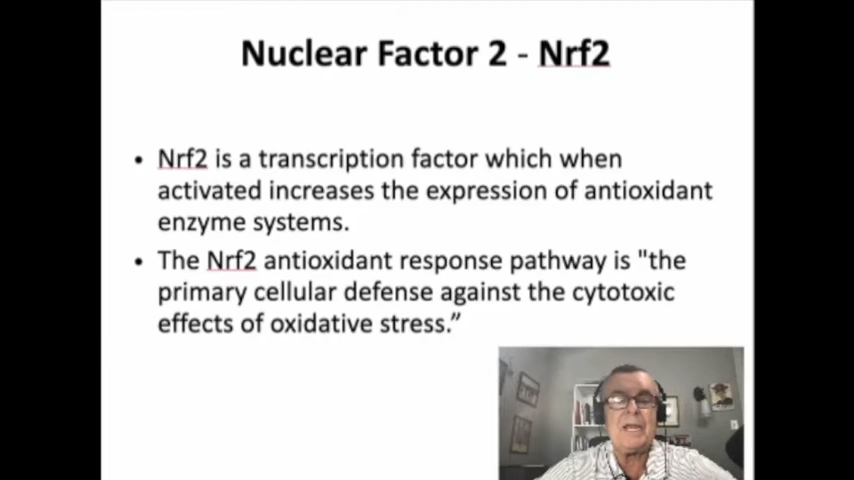 Nuclear Factor 2 - Nrf2
• Nrf2 is a transcription factor which when
activated increases the expression of antioxidant
enzyme systems.
• The Nrf2 antioxidant response pathway is "the
primary cellular defense against the cytotoxic
effects of oxidative stress.”